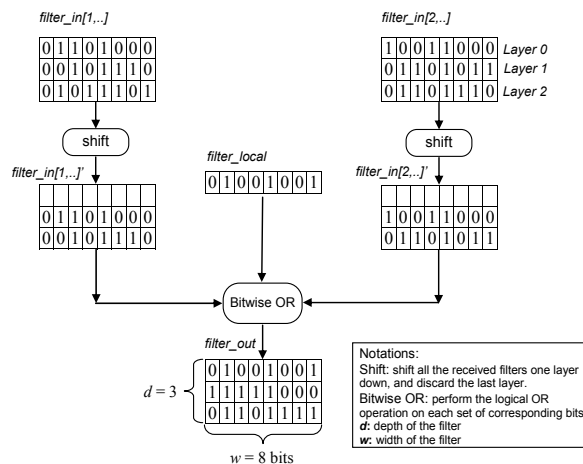 filter_in[1,..]
0 1 1 0 1 0 0 0
0 0 1 0 1 1 1 0
0 1 0 1 1 1 0 1
shift
filter_in[1,..]’
0 1 1 0 1 0 0 0
0 0 1 0 1 1 1 0
filter_local
0 1 0 0 1 0 0 1
filter_in[2,..]
1 0 0 1 1 0 0 0 Layer 0
0 1 1 0 1 0 1 1 Layer 1
0 1 1 0 1 1 1 0 Layer 2
shift
filter_in[2,..]’
1 0 0 1 1 0 0 0
0 1 1 0 1 0 1 1
Bitwise OR
filter_out
0 1 0 0 1 0 0 1
1 1 1 1 1 0 0 0
0 1 1 0 1 1 1 1
d = 3
w = 8 bits
Notations:
Shift: shift all the received filters one layer
down, and discard the last layer.
Bitwise OR: perform the logical OR
operation on each set of corresponding bits
d: depth of the filter
w: width of the filter